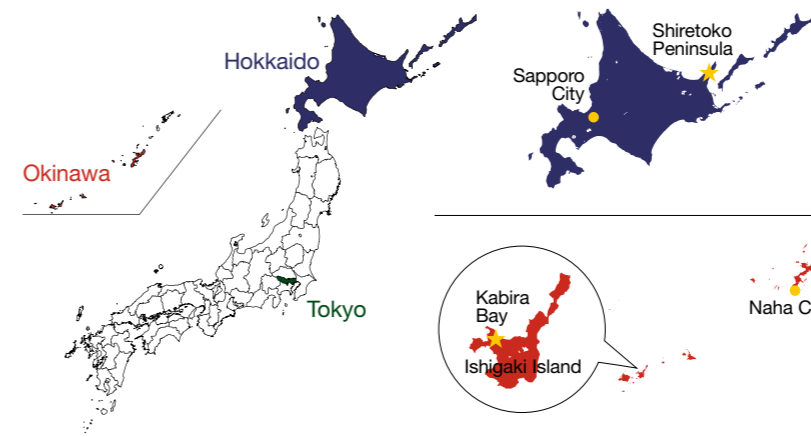 Hokkaido
Okinawa
Tokyo
Shiretoko
Peninsula
Sapporo
City
Kabira
Bay
Ishigaki Island
Naha C